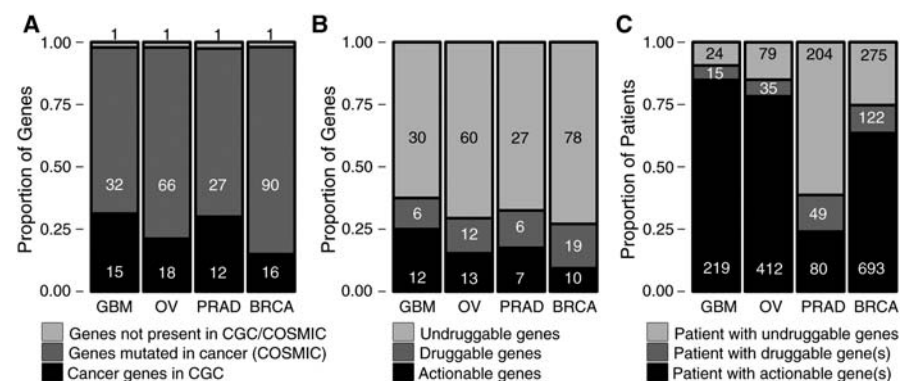 A
Proportion of Genes
1.00
0.75
0.50
0.25
0.00
1 1 1 1
32 66 27 90
15 18 12 16
GBM OV PRAD BRCA
Genes not present in CGC/COSMIC
Genes mutated in cancer (COSMIC)
Cancer genes in CGC
B
Proportion of Genes
1.00
0.75
0.50
0.25
0.00
30 60 27 78
6 12 6 19
12 13 7 10
GBM OV PRAD BRCA
Undruggable genes
Druggable genes
Actionable genes
C
Proportion of Patients
1.00
0.75
0.50
0.25
0.00
24 79 204 275
15 35 49 122
219 412 80 693
GBM OV PRAD BRCA
Patient with undruggable genes
Patient with druggable gene(s)
Patient with actionable gene(s)